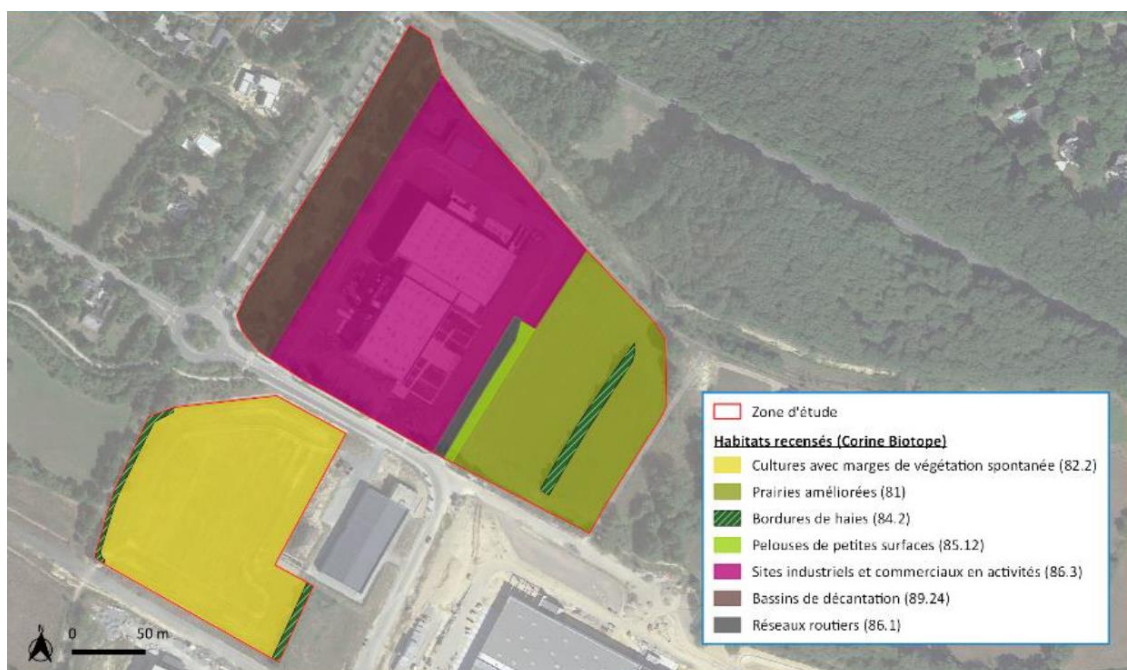 Zone d'étude
Habitats recensés (Corine Biotope)
Cultures avec marges de végétation spontanée (82.2)
Prairies améliorées (81)
Bordures de haies (84.2)
Pelouses de petites surfaces (85.12)
Sites industriels et commerciaux en activités (86.3)
Bassins de décantation (89.24)
Réseaux routiers (86.1)
N
0 50 m